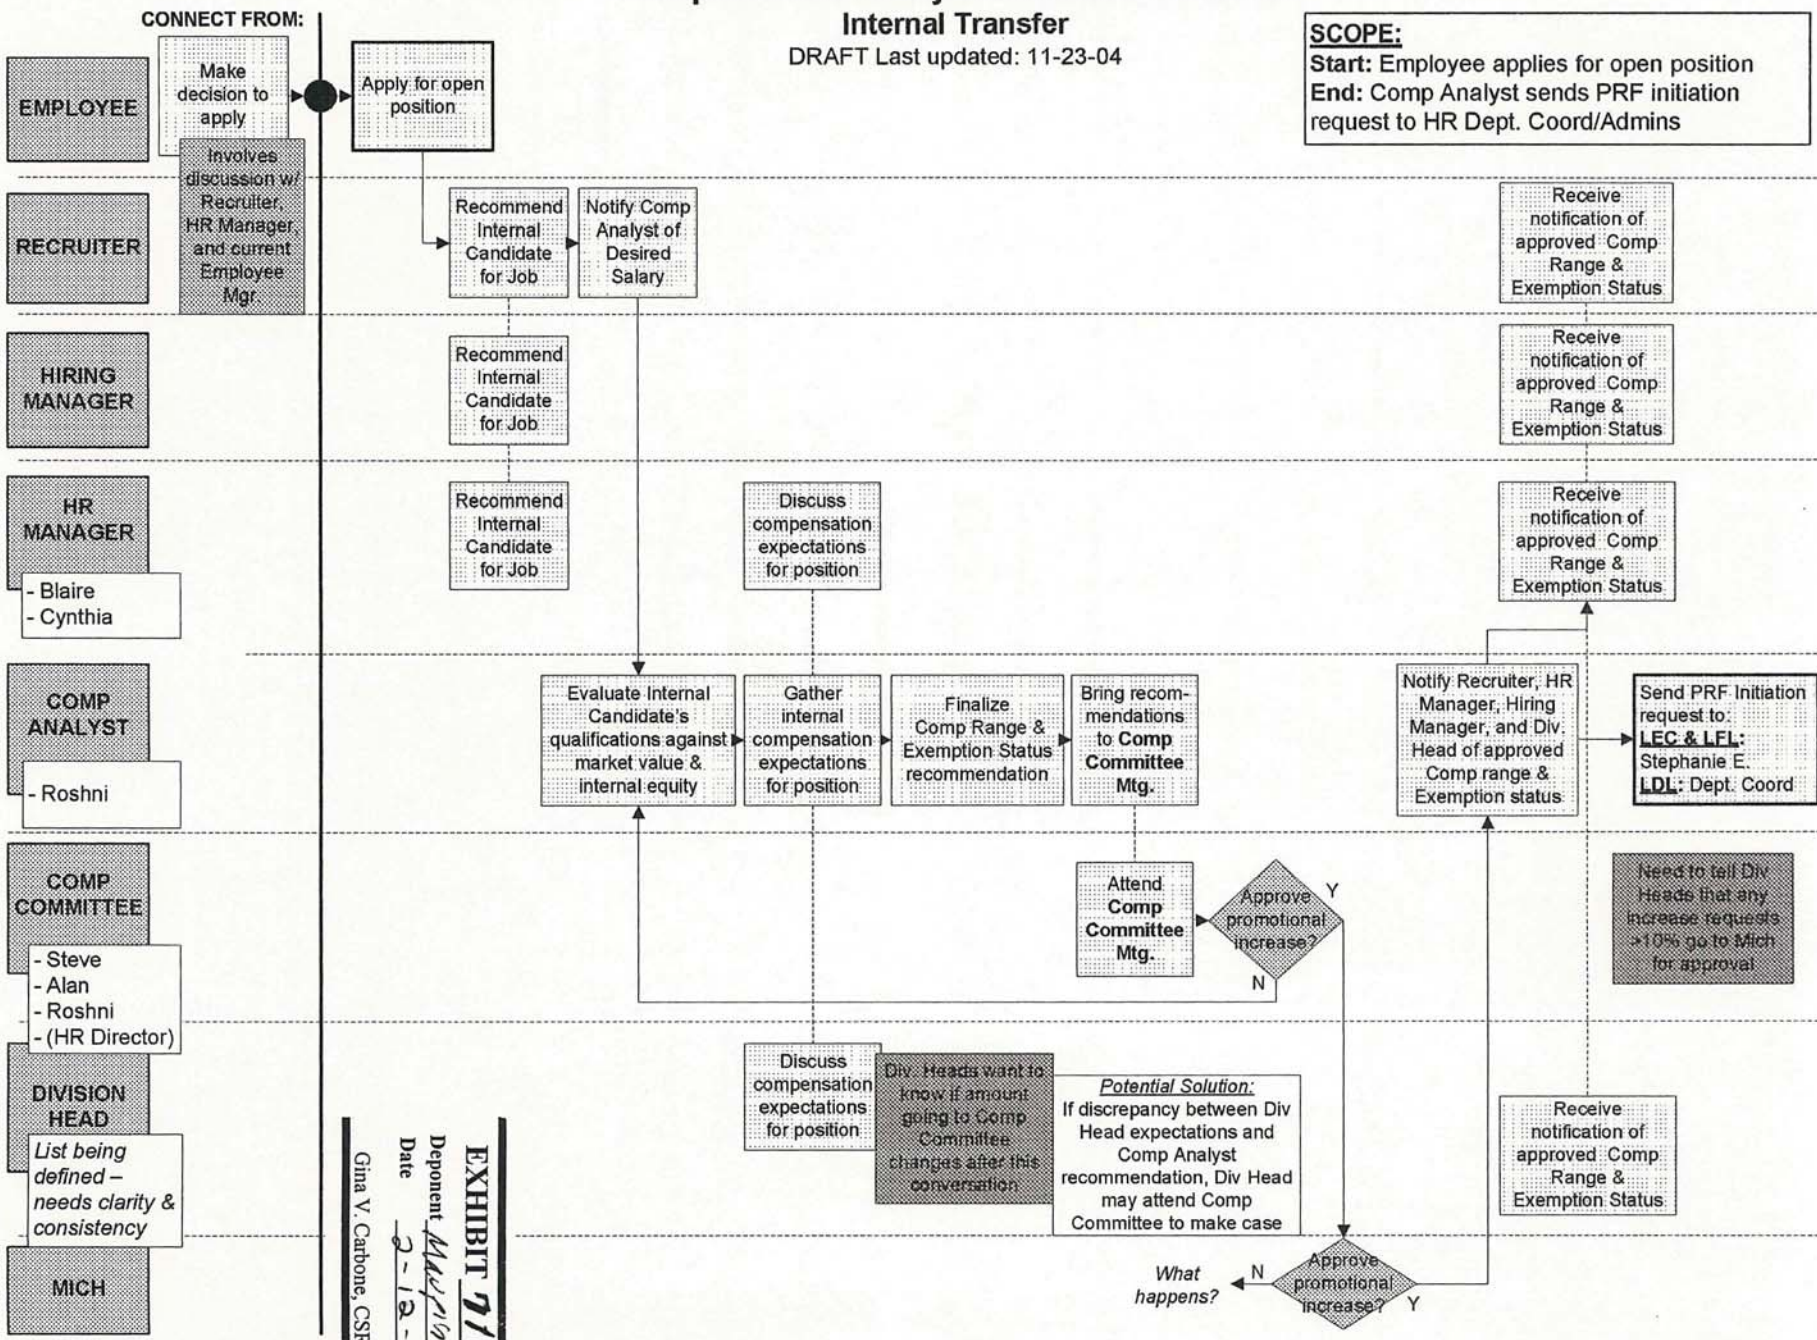 CONNECT FROM:
Internal Transfer
DRAFT Last updated: 11-23-04
SCOPE:
Start: Employee applies for open position
End: Comp Analyst sends PRF initiation
request to HR Dept. Coord/Admins
EMPLOYEE
Make
decision to
apply
Apply for open
position
Involves
discussion w/
Recruiter,
HR Manager,
and current
Employee
Mgr.
RECRUITER
Recommend
Internal
Candidate
for Job
Notify Comp
Analyst of
Desired
Salary
Receive
notification of
approved Comp
Range &
Exemption Status
HIRING
MANAGER
Recommend
Internal
Candidate
for Job
Receive
notification of
approved Comp
Range &
Exemption Status
HR
MANAGER
- Blaire
- Cynthia
Recommend
Internal
Candidate
for Job
Discuss
compensation
expectations
for position
Receive
notification of
approved Comp
Range &
Exemption Status
COMP
ANALYST
- Roshni
Evaluate Internal
Candidate's
qualifications against
market value &
internal equity
Gather
internal
compensation
expectations
for position
Finalize
Comp Range &
Exemption Status
recommendation
Bring recom-
mendations
to Comp
Committee
Mtg.
Notify Recruiter, HR
Manager, Hiring
Manager, and Div.
Head of approved
Comp range &
Exemption status
Send PRF Initiation
request to:
LEC & LFL:
Stephanie E.
LDL: Dept. Coord
COMP
COMMITTEE
- Steve
- Alan
- Roshni
- (HR Director)
Attend
Comp
Committee
Mtg.
Approve
promotional
increase?
Y
N
Need to tell Div
Heads that any
increase requests
>10% go to Mich
for approval
DIVISION
HEAD
List being
defined –
needs clarity &
consistency
Discuss
compensation
expectations
for position
Div. Heads want to
know if amount
going to Comp
Committee
changes after this
conversation
Potential Solution:
If discrepancy between Div
Head expectations and
Comp Analyst
recommendation, Div Head
may attend Comp
Committee to make case
Receive
notification of
approved Comp
Range &
Exemption Status
MICH
What
happens?
N
Approve
promotional
increase?
Y
EXHIBIT
Deponent
Date 2-12-
Gina V. Carbone, CSR